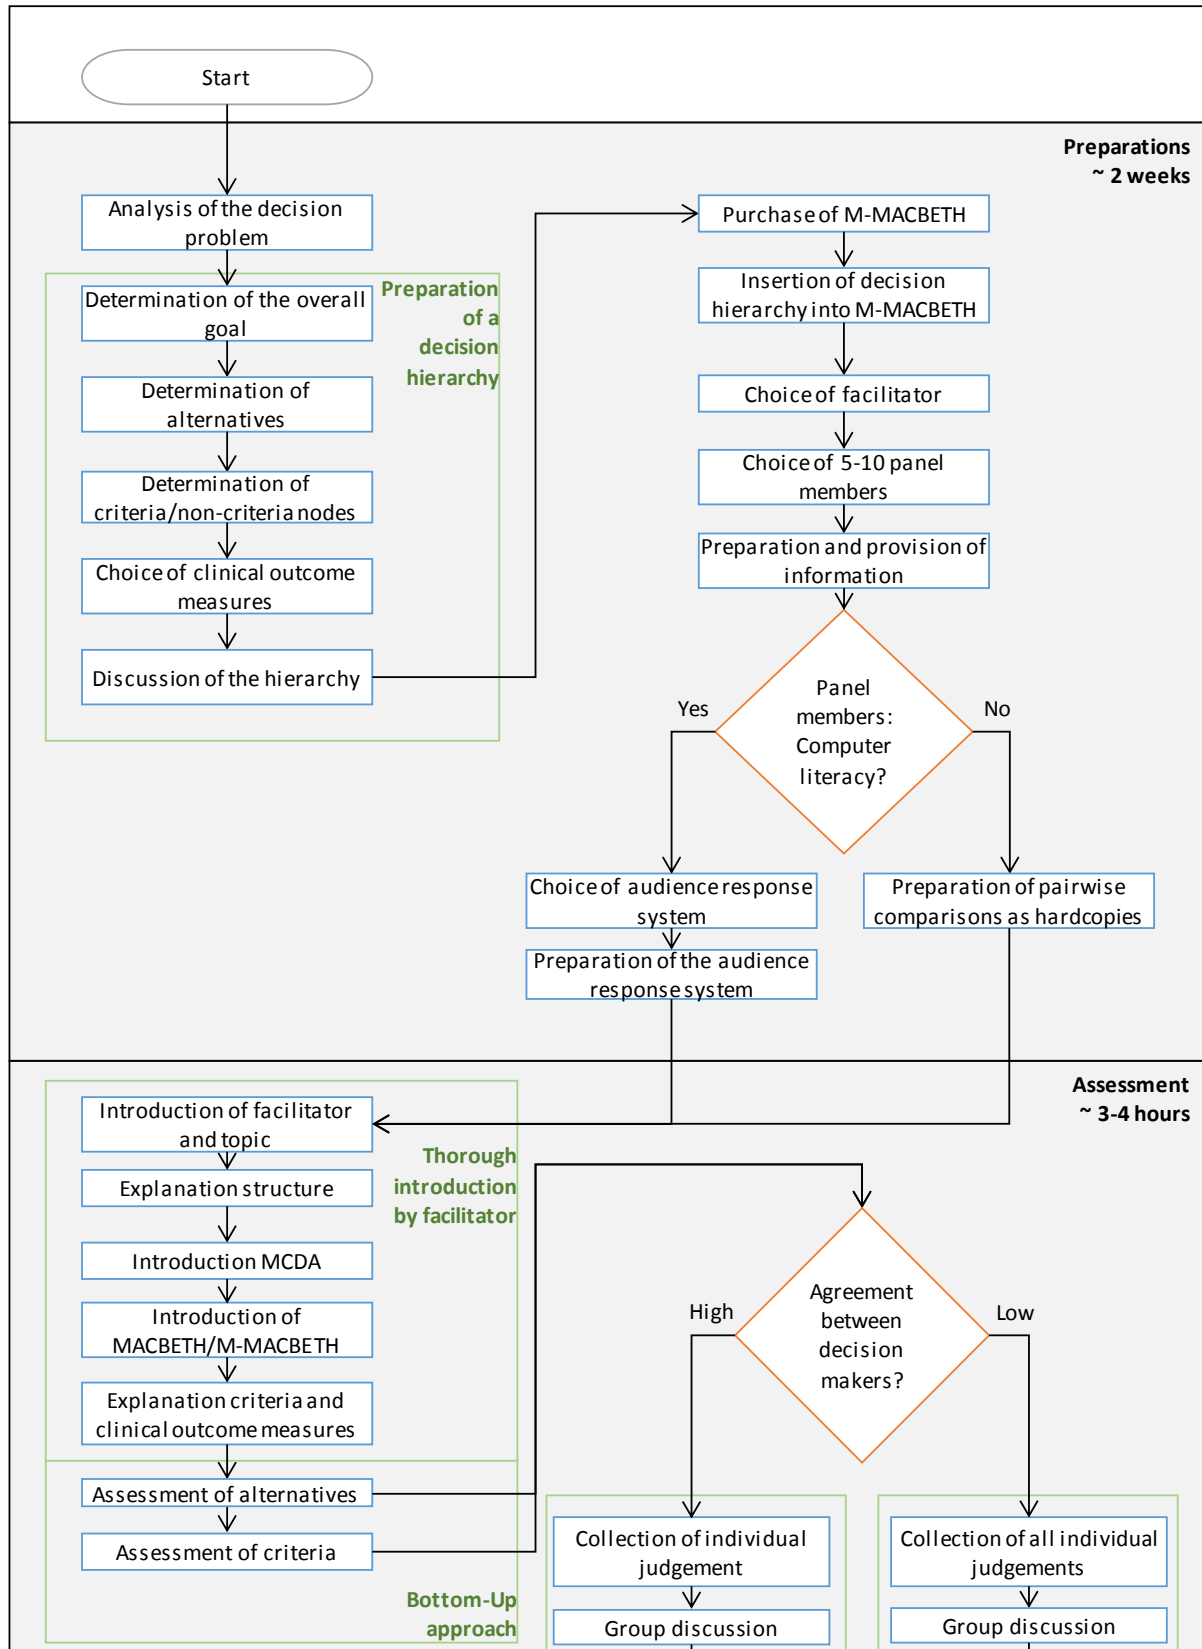 Start
Preparations
~ 2 weeks
Analysis of the decision
problem
Preparation
of a
decision
hierarchy
Determination of the overall
goal
Determination of
alternatives
Determination of
criteria/non-criteria nodes
Choice of clinical outcome
measures
Discussion of the hierarchy
Purchase of M-MACBETH
Insertion of decision
hierarchy into M-MACBETH
Choice of facilitator
Choice of 5-10 panel
members
Preparation and provision of
information
Panel
members:
Computer
literacy?
Yes
No
Choice of audience response
system
Preparation of the audience
response system
Preparation of pairwise
comparisons as hardcopies
Assessment
~ 3-4 hours
Introduction of facilitator
and topic
Thorough
introduction
by facilitator
Explanation structure
Introduction MCDA
Introduction of
MACBETH/M-MACBETH
Explanation criteria and
clinical outcome measures
Assessment of alternatives
Assessment of criteria
Bottom-Up
approach
Agreement
between
decision
makers?
High
Low
Collection of individual
judgement
Group discussion
Collection of all individual
judgements
Group discussion